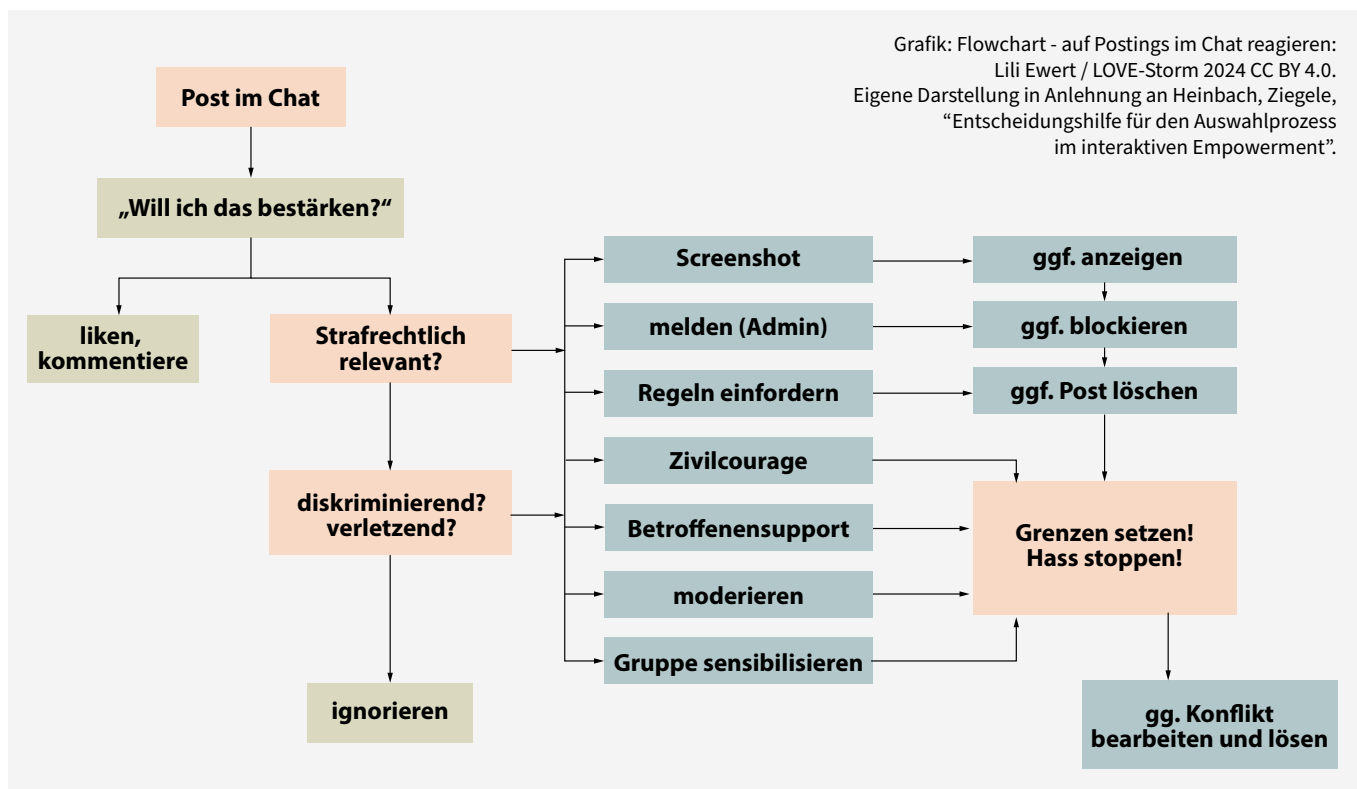 Grafik: Flowchart - auf Postings im Chat reagieren:
Lili Ewert / LOVE-Storm 2024 CC BY 4.0.
Eigene Darstellung in Anlehnung an Heinbach, Ziegele,
“Entscheidungshilfe für den Auswahlprozess
im interaktiven Empowerment”.
Post im Chat
„Will ich das bestärken?“
liken,
kommentiere
Strafrechtlich
relevant?
diskriminierend?
verletzend?
ignorieren
Screenshot
melden (Admin)
Regeln einfordern
Zivilcourage
Betroffenensupport
moderieren
Gruppe sensibilisieren
ggf. anzeigen
ggf. blockieren
ggf. Post löschen
Grenzen setzen!
Hass stoppen!
gg. Konflikt
bearbeiten und lösen